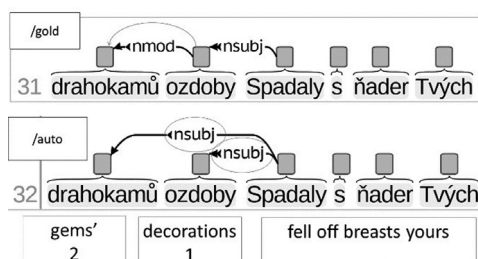 /gold
nmod nsubj
31 drahokamů ozdoby Spadaly s ňader Tvých
/auto
nsubj
nsubj
32 drahokamů ozdoby Spadaly s ňader Tvých
gems' decorations fell off breasts yours
2 1